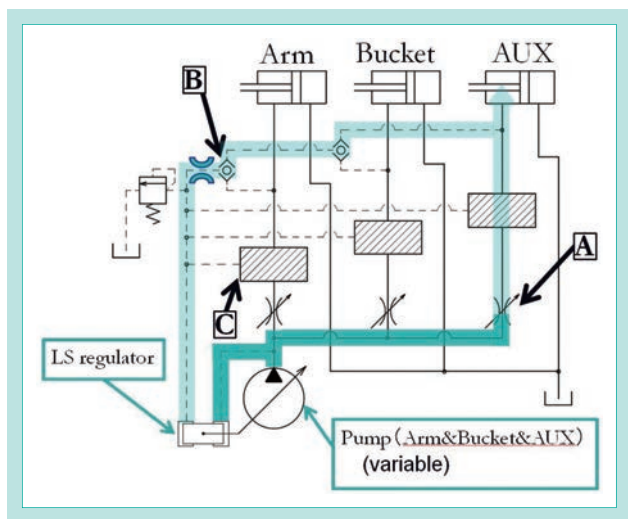 Arm
Bucket
AUX
B
A
C
LS regulator
Pump (Arm&Bucket&AUX)
(variable)